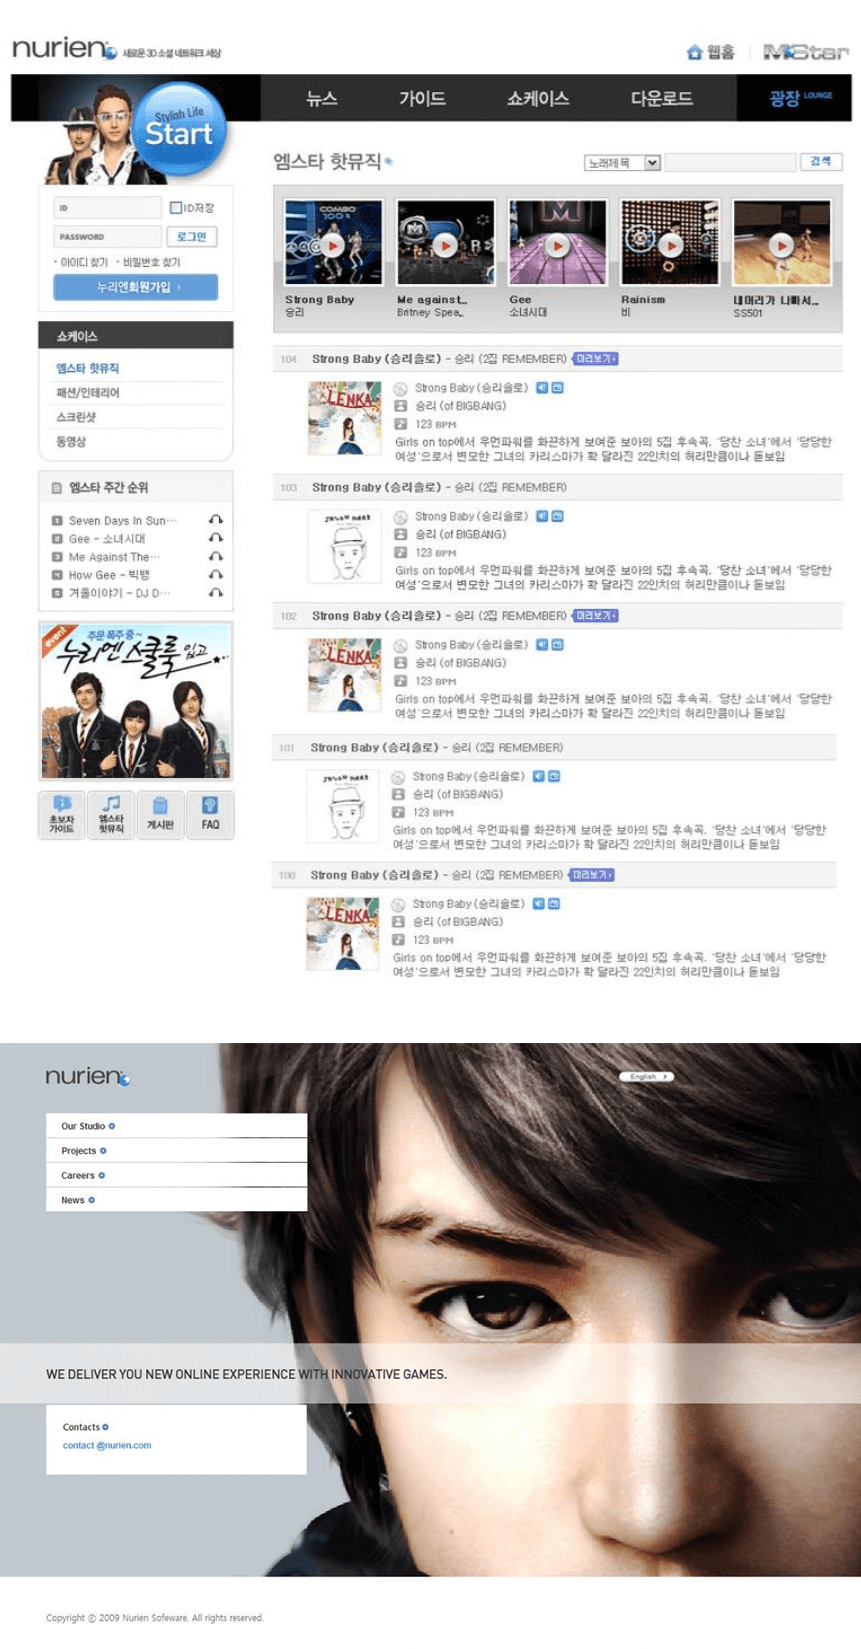 nurien 새로운 3D 소셜 네트워크 세상
웹홈
MStar
뉴스 가이드 쇼케이스 다운로드 광장 LOUNGE
Stylish Life
Start
엠스타 핫뮤직
노래제목
검색
ID
ID저장
PASSWORD
로그인
· 아이디 찾기 · 비밀번호 찾기
누리엔회원가입
COMBO
100%
Strong Baby
승리
Me against...
Britney Spea...
Gee
소녀시대
Rainism
비
내머리가 나빠서...
SS501
쇼케이스
엠스타 핫뮤직
패션/인테리어
스크린샷
동영상
엠스타 주간 순위
1 Seven Days In Sun...
2 Gee - 소녀시대
3 Me Against The...
4 How Gee - 빅뱅
5 겨울이야기 - DJ D...
event
주문 폭주 중~
누리엔 스쿨룩 입고
초보자
가이드
엠스타
핫뮤직
게시판
FAQ
104 Strong Baby (승리솔로) - 승리 (2집 REMEMBER) 미리보기
LENKA
Strong Baby (승리솔로)
승리 (of BIGBANG)
123 BPM
Girls on top에서 우먼파워를 화끈하게 보여준 보아의 5집 후속곡. '당찬 소녀'에서 '당당한
여성'으로서 변모한 그녀의 카리스마가 확 달라진 22인치의 허리만큼이나 돋보임
103 Strong Baby (승리솔로) - 승리 (2집 REMEMBER)
JASON MRAZ
Strong Baby (승리솔로)
승리 (of BIGBANG)
123 BPM
Girls on top에서 우먼파워를 화끈하게 보여준 보아의 5집 후속곡. '당찬 소녀'에서 '당당한
여성'으로서 변모한 그녀의 카리스마가 확 달라진 22인치의 허리만큼이나 돋보임
102 Strong Baby (승리솔로) - 승리 (2집 REMEMBER) 미리보기
LENKA
Strong Baby (승리솔로)
승리 (of BIGBANG)
123 BPM
Girls on top에서 우먼파워를 화끈하게 보여준 보아의 5집 후속곡. '당찬 소녀'에서 '당당한
여성'으로서 변모한 그녀의 카리스마가 확 달라진 22인치의 허리만큼이나 돋보임
101 Strong Baby (승리솔로) - 승리 (2집 REMEMBER)
JASON MRAZ
Strong Baby (승리솔로)
승리 (of BIGBANG)
123 BPM
Girls on top에서 우먼파워를 화끈하게 보여준 보아의 5집 후속곡. '당찬 소녀'에서 '당당한
여성'으로서 변모한 그녀의 카리스마가 확 달라진 22인치의 허리만큼이나 돋보임
100 Strong Baby (승리솔로) - 승리 (2집 REMEMBER) 미리보기
LENKA
Strong Baby (승리솔로)
승리 (of BIGBANG)
123 BPM
Girls on top에서 우먼파워를 화끈하게 보여준 보아의 5집 후속곡. '당찬 소녀'에서 '당당한
여성'으로서 변모한 그녀의 카리스마가 확 달라진 22인치의 허리만큼이나 돋보임
nurien
English >
Our Studio
Projects
Careers
News
WE DELIVER YOU NEW ONLINE EXPERIENCE WITH INNOVATIVE GAMES.
Contacts
contact @nurien.com
Copyright © 2009 Nurien Sofeware. All rights reserved.